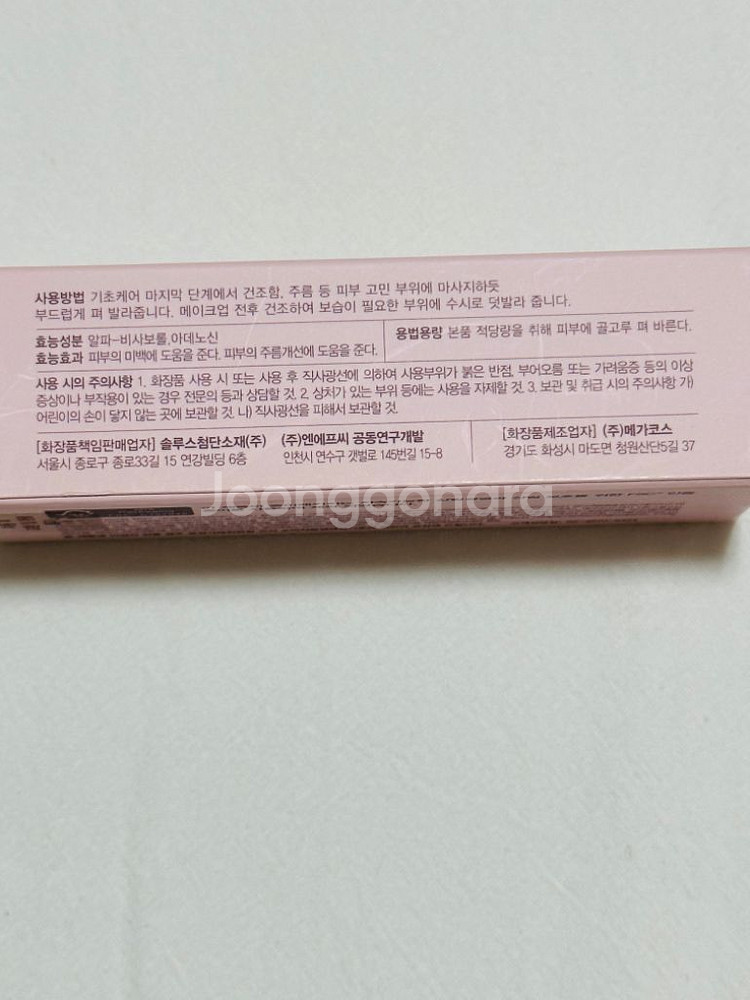 사용방법 기초케어 마지막 단계에서 건조함, 주름 등 피부 고민 부위에 마사지하듯
부드럽게 펴 발라줍니다. 메이크업 전후 건조하여 보습이 필요한 부위에 수시로 덧발라 줍니다.
효능성분 알파-비사보롤,아데노신
효능효과 피부의 미백에 도움을 준다. 피부의 주름개선에 도움을 준다.
용법용량 본품 적당량을 취해 피부에 골고루 펴 바른다.
사용 시의 주의사항 1. 화장품 사용 시 또는 사용 후 직사광선에 의하여 사용부위가 붉은 반점, 부어오름 또는 가려움증 등의 이상
증상이나 부작용이 있는 경우 전문의 등과 상담할 것. 2. 상처가 있는 부위 등에는 사용을 자제할 것. 3. 보관 및 취급 시의 주의사항 가)
어린이의 손이 닿지 않는 곳에 보관할 것. 나) 직사광선을 피해서 보관할 것.
[화장품책임판매업자] 솔루스첨단소재(주)
서울시 종로구 종로33길 15 연강빌딩 6층
(주)엔에프씨 공동연구개발
인천시 연수구 갯벌로 145번길 15-8
[화장품제조업자] (주)메가코스
경기도 화성시 마도면 청원산단5길 37
Joonggonara